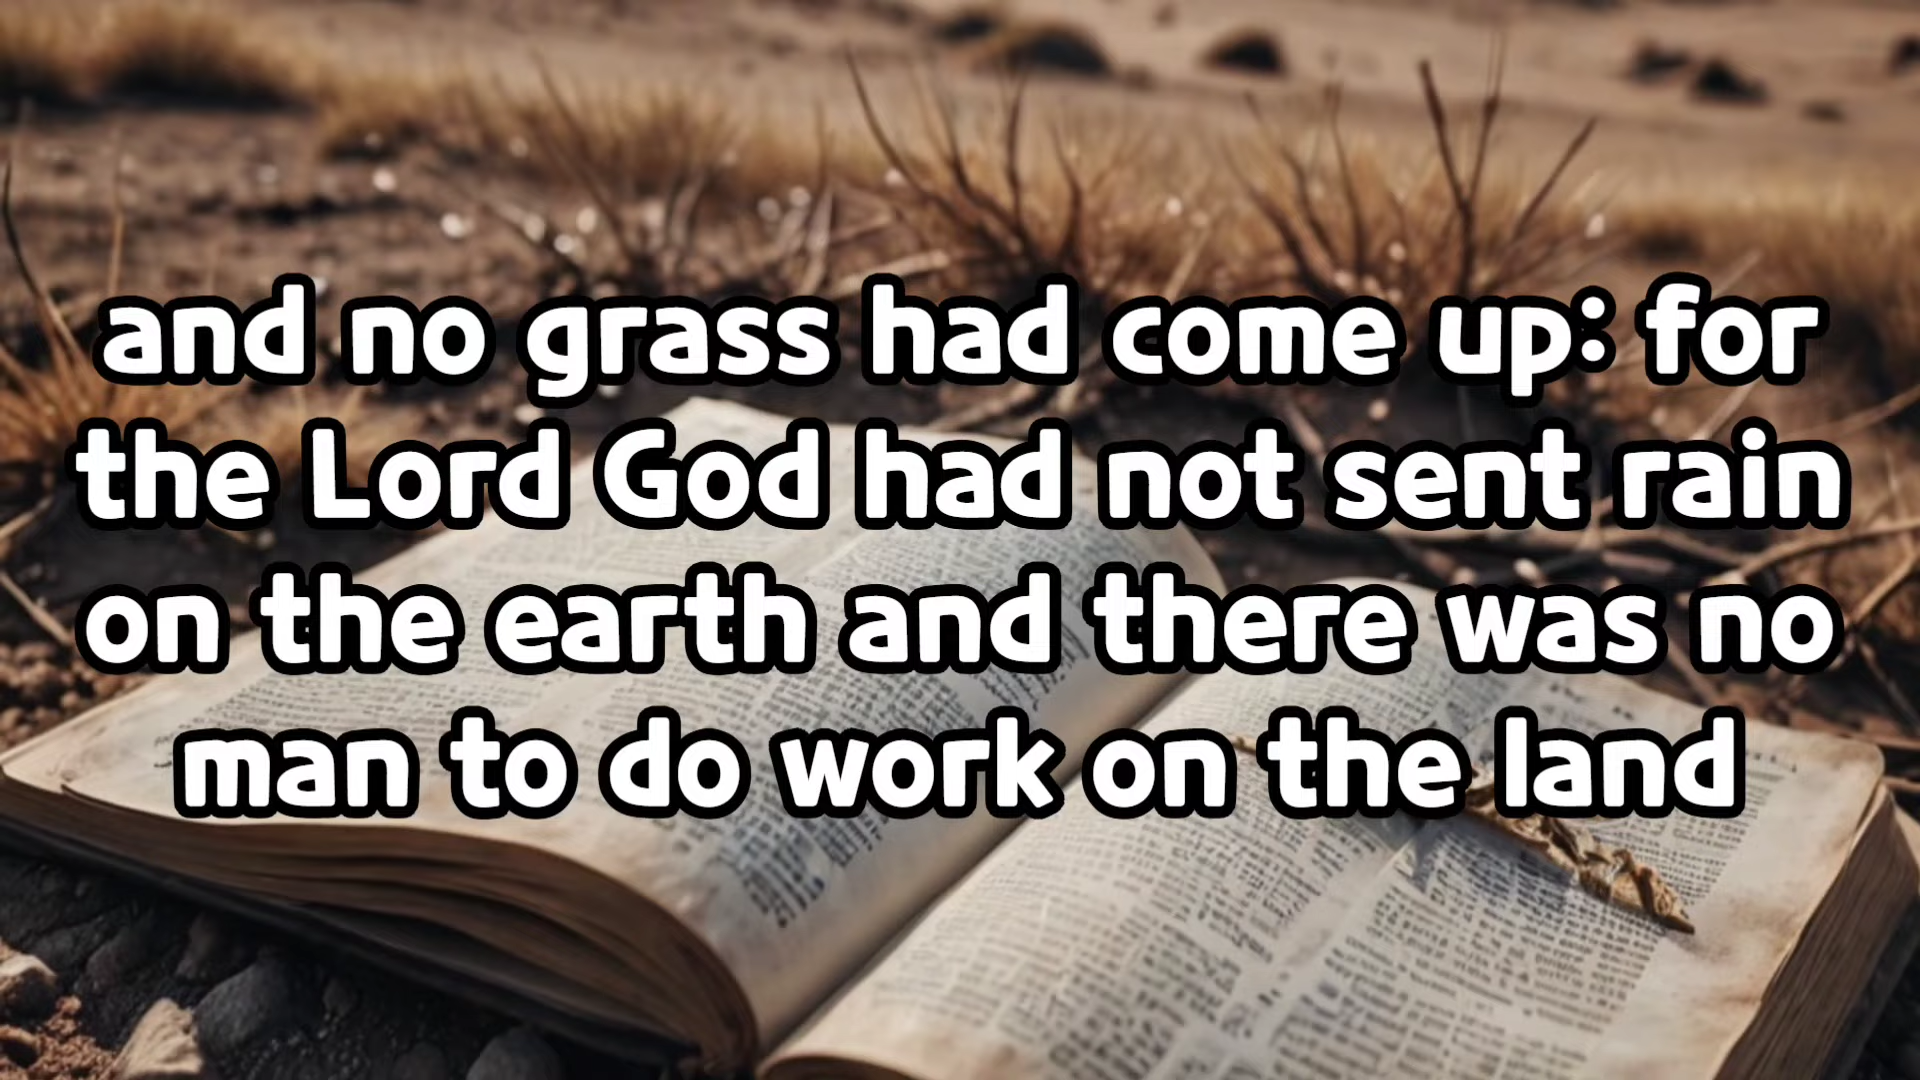 and no grass had come up: for
the Lord God had not sent rain
on the earth and there was no
man to do work on the land